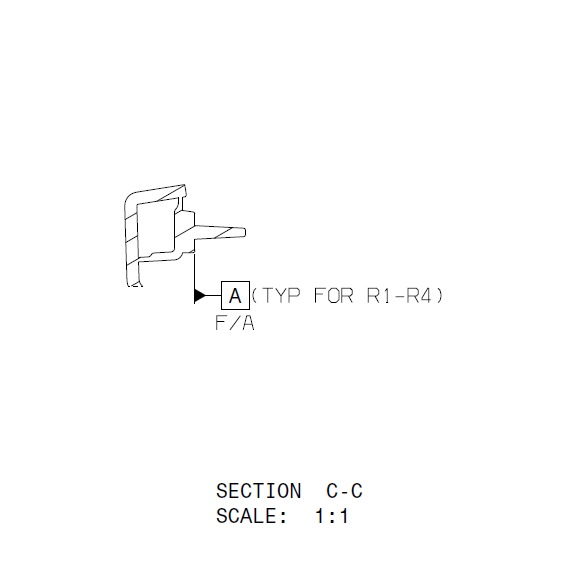 A (TYP FOR R1-R4)
F/A
SECTION C-C
SCALE: 1:1